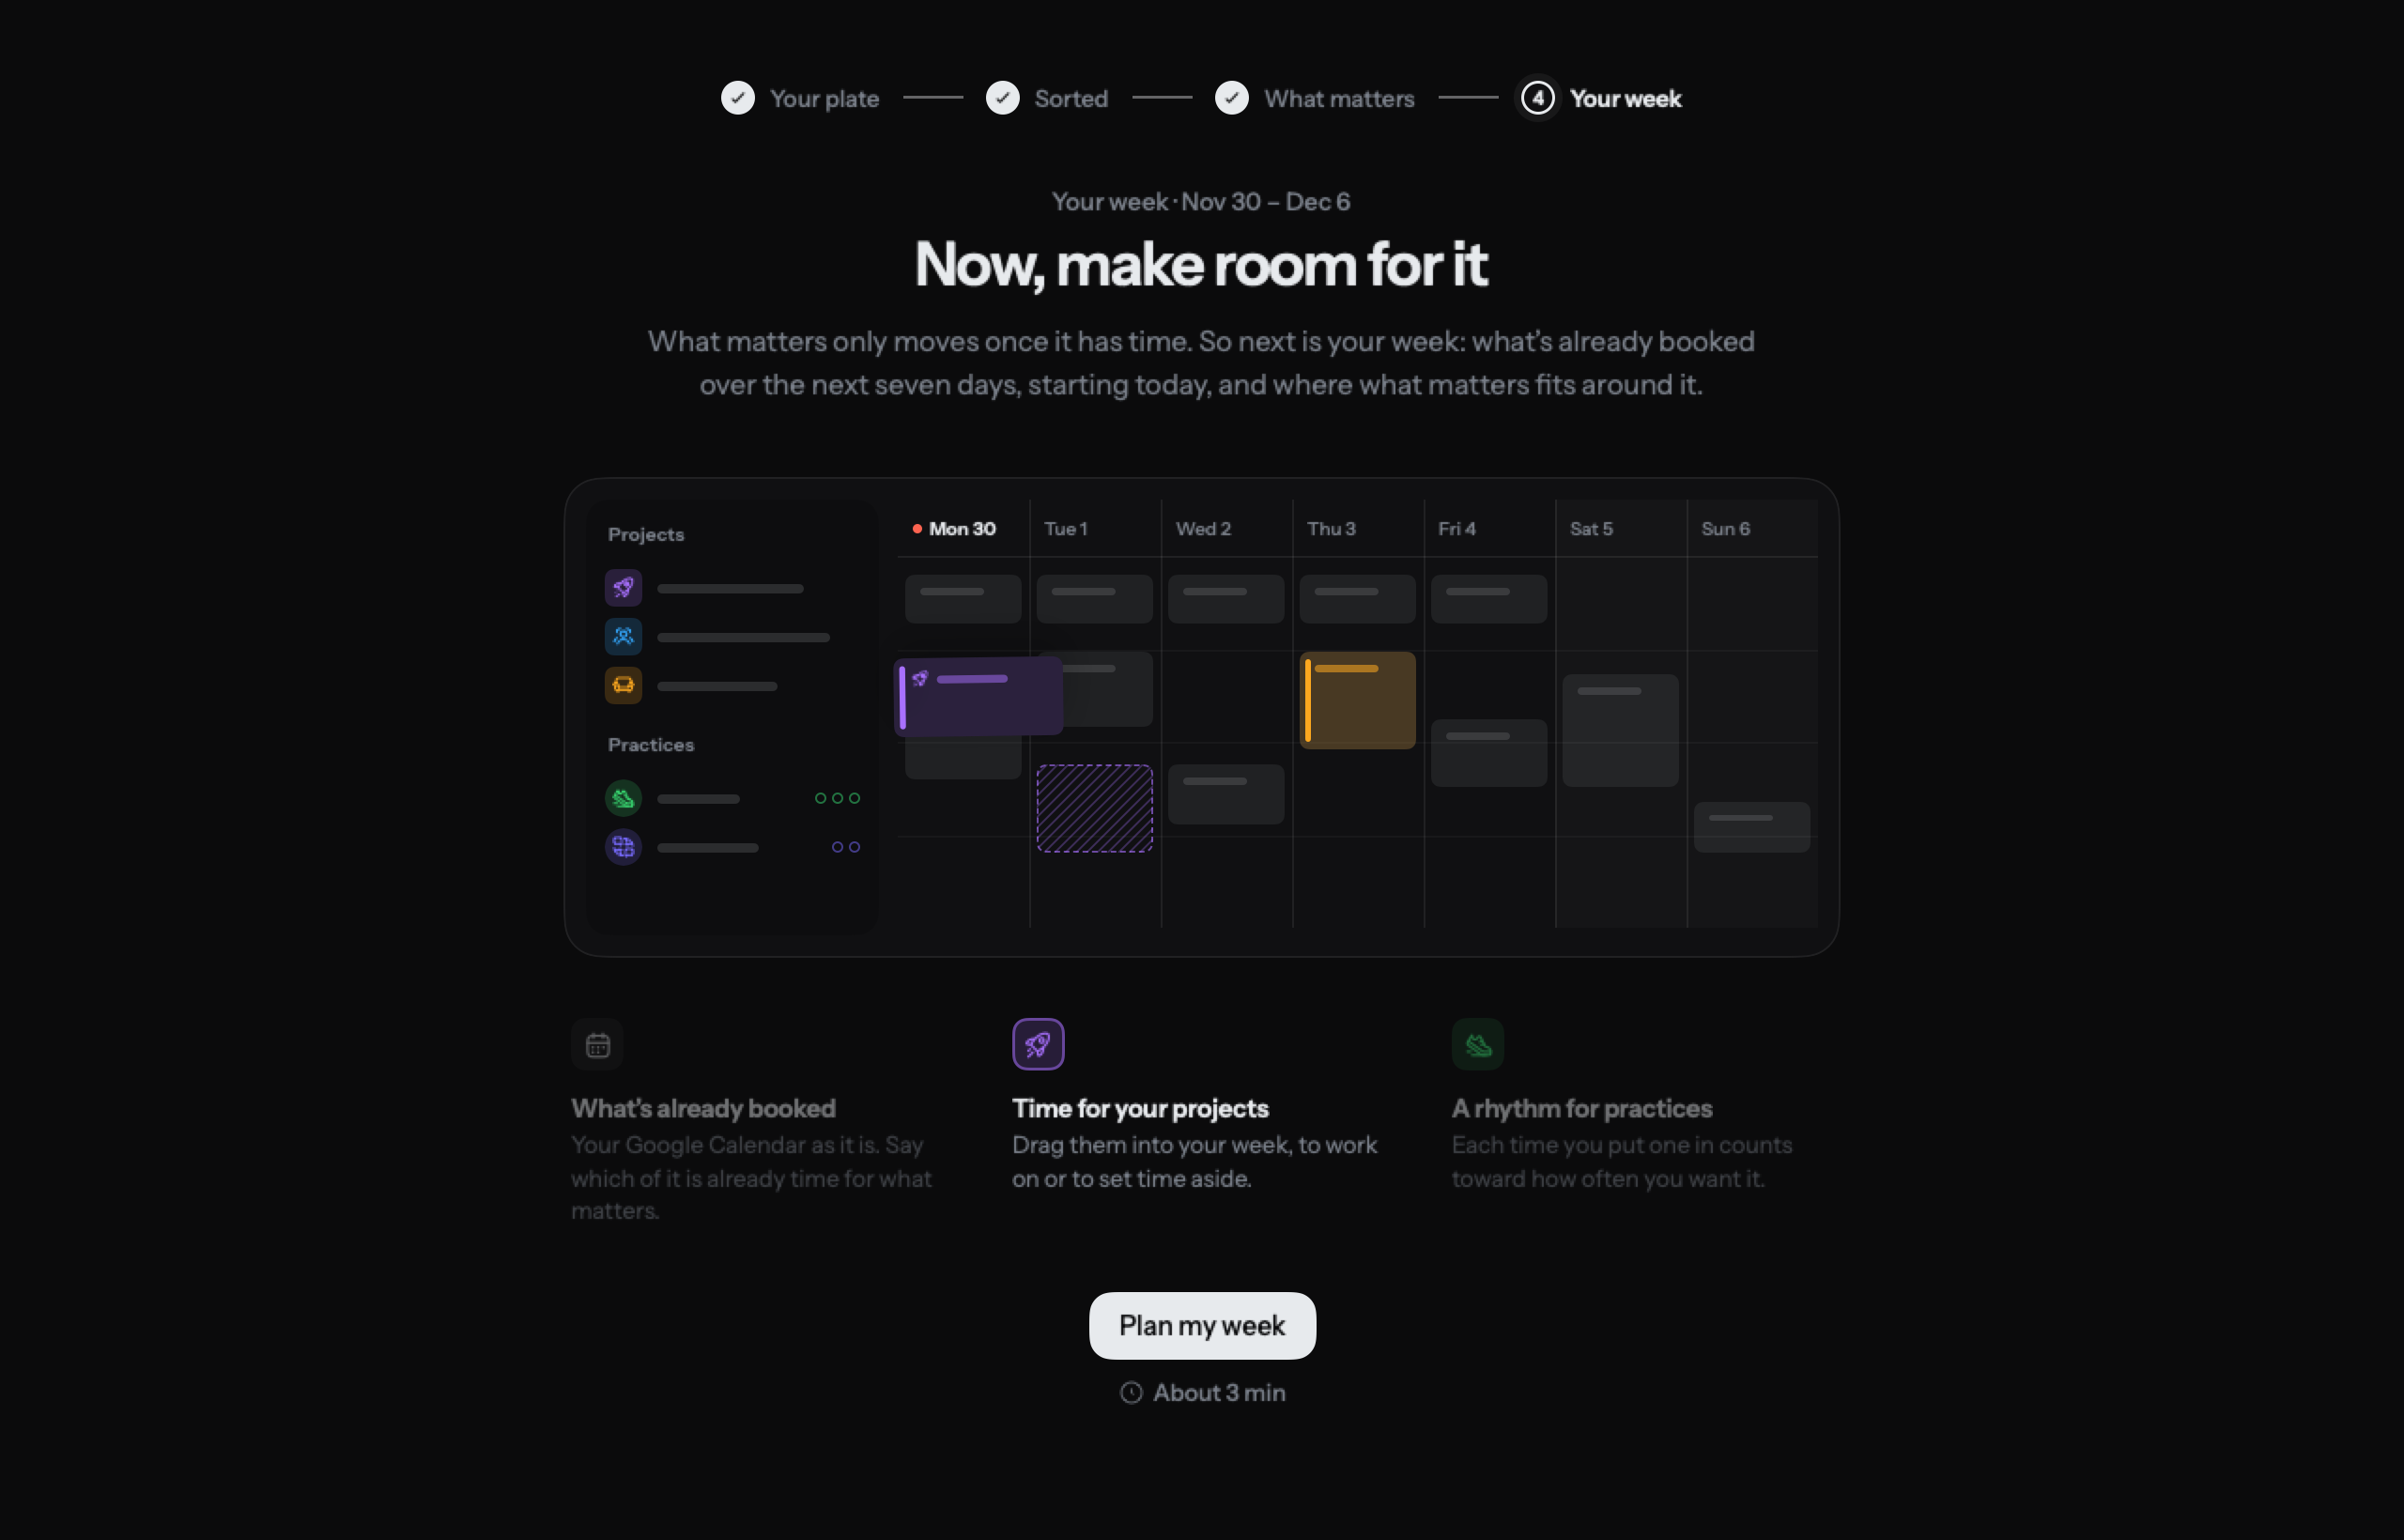 Your plate
Sorted
What matters
4
Your week
Your week · Nov 30 – Dec 6
Now, make room for it
What matters only moves once it has time. So next is your week: what’s already booked
over the next seven days, starting today, and where what matters fits around it.
Projects
Practices
Mon 30
Tue 1
Wed 2
Thu 3
Fri 4
Sat 5
Sun 6
What’s already booked
Your Google Calendar as it is. Say
which of it is already time for what
matters.
Time for your projects
Drag them into your week, to work
on or to set time aside.
A rhythm for practices
Each time you put one in counts
toward how often you want it.
Plan my week
About 3 min